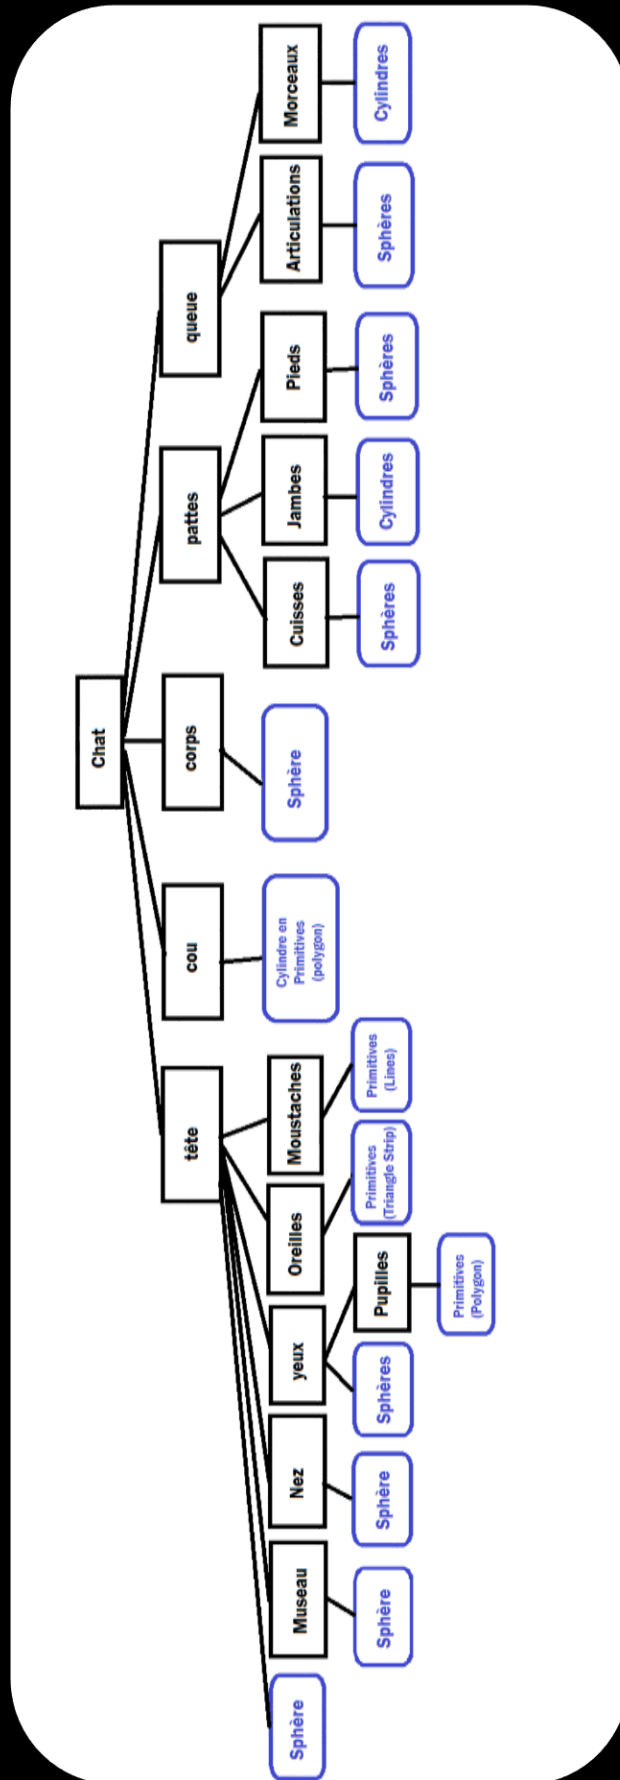 Chat
tête
cou
corps
pattes
queue
Sphère
Museau
Nez
yeux
Oreilles
Moustaches
Cylindre en
Primitives
(polygon)
Sphère
Cuisses
Jambes
Pieds
Articulations
Morceaux
Sphère
Sphère
Sphères
Pupilles
Primitives
(Triangle Strip)
Primitives
(Lines)
Sphères
Cylindres
Sphères
Sphères
Cylindres
Primitives
(Polygon)